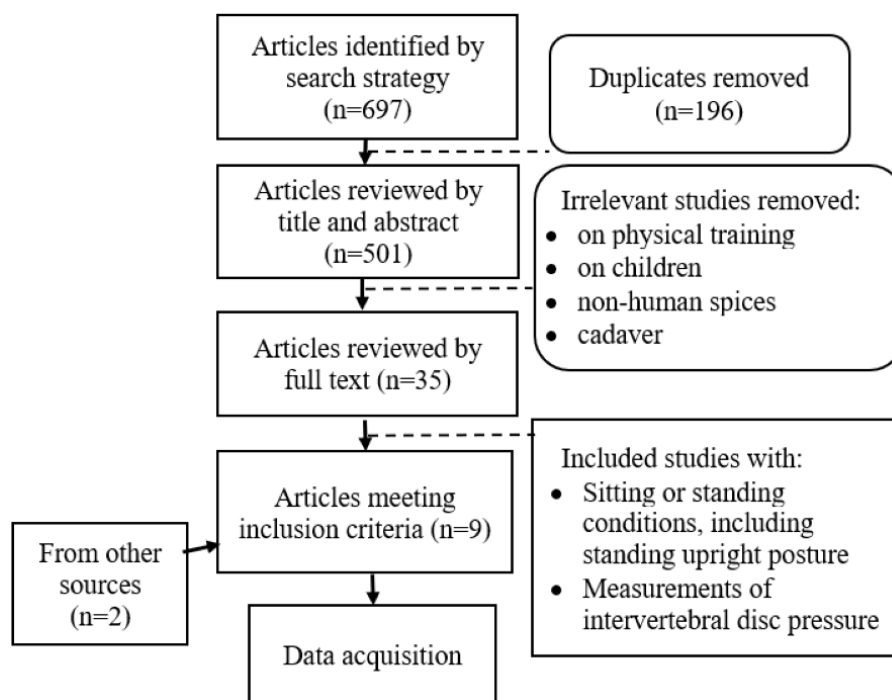 Articles identified by
search strategy
(n=697)
Duplicates removed
(n=196)
Articles reviewed by
title and abstract
(n=501)
Irrelevant studies removed:
• on physical training
• on children
• non-human spices
• cadaver
Articles reviewed by
full text (n=35)
Included studies with:
• Sitting or standing
conditions, including
standing upright posture
• Measurements of
intervertebral disc pressure
Articles meeting
inclusion criteria (n=9)
From other
sources
(n=2)
Data acquisition